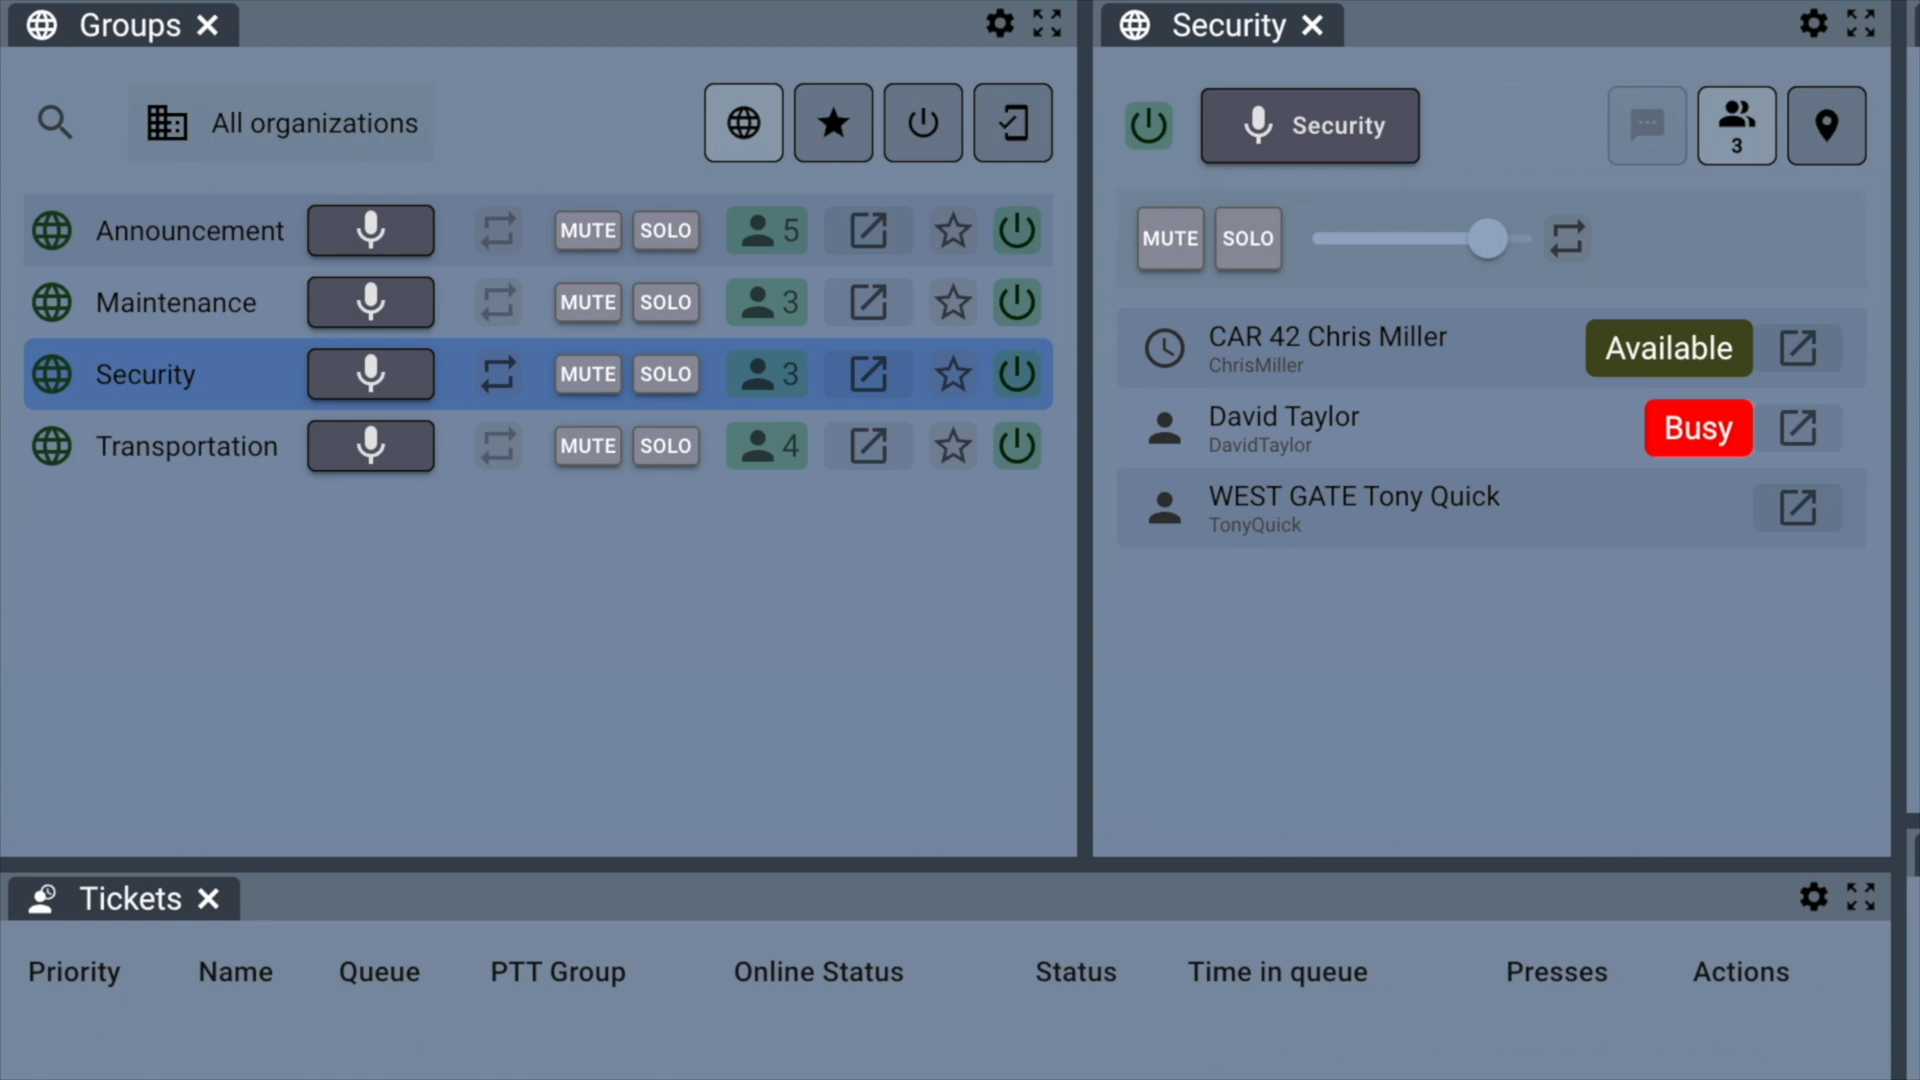 Groups
All organizations
Announcement MUTE SOLO 5
Maintenance MUTE SOLO 3
Security MUTE SOLO 3
Transportation MUTE SOLO 4
Security
Security
3
MUTE SOLO
CAR 42 Chris Miller
ChrisMiller
Available
David Taylor
DavidTaylor
Busy
WEST GATE Tony Quick
TonyQuick
Tickets
Priority Name Queue PTT Group Online Status Status Time in queue Presses Actions